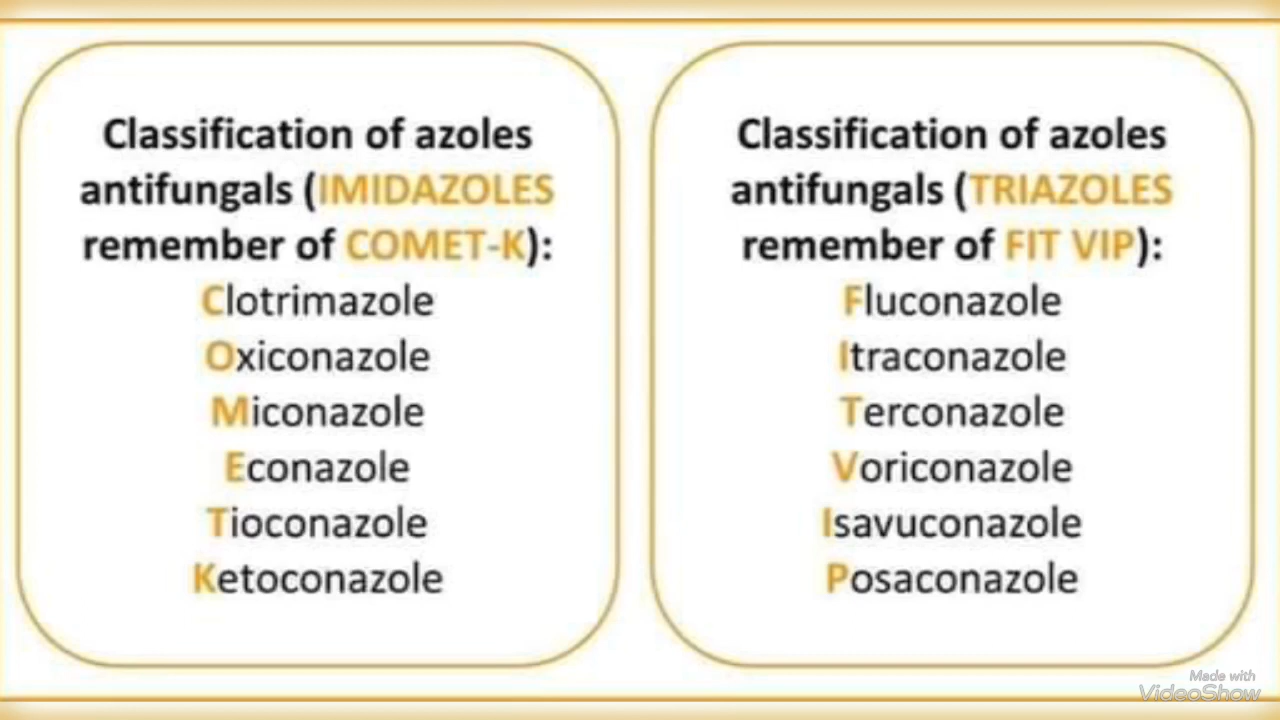 Classification of azoles
antifungals (IMIDAZOLES
remember of COMET-K):
Clotrimazole
Oxiconazole
Miconazole
Econazole
Tioconazole
Ketoconazole
Classification of azoles
antifungals (TRIAZOLES
remember of FIT VIP):
Fluconazole
Itraconazole
Terconazole
Voriconazole
Isavuconazole
Posaconazole
Made with
VideoShow